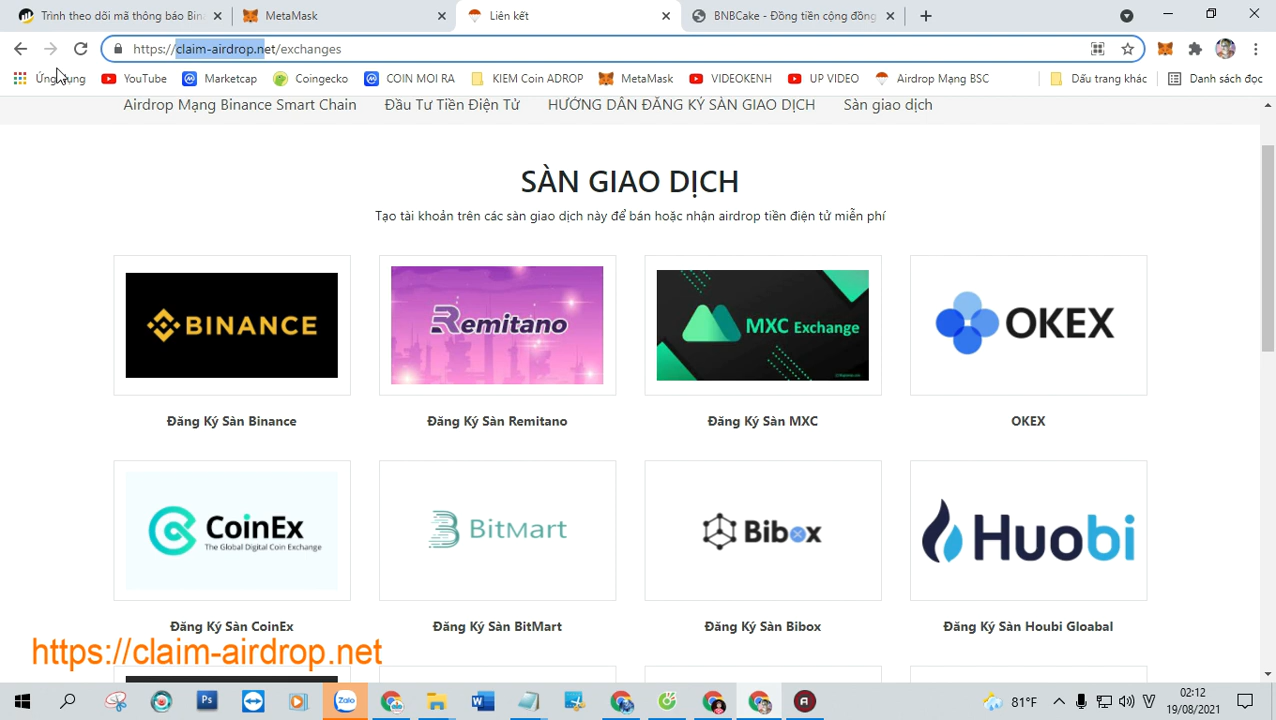 Trình theo dõi mã thông báo Bin
MetaMask
Liên kết
BNBCake - Đồng tiền cộng đồng
https://claim-airdrop.net/exchanges
Ứng dụng
YouTube
Marketcap
Coingecko
COIN MOI RA
KIEM Coin ADROP
MetaMask
VIDEOKENH
UP VIDEO
Airdrop Mạng BSC
Dấu trang khác
Danh sách đọc
Airdrop Mạng Binance Smart Chain
Đầu Tư Tiền Điện Tử
HƯỚNG DẪN ĐĂNG KÝ SÀN GIAO DỊCH
Sàn giao dịch
SÀN GIAO DỊCH
Tạo tài khoản trên các sàn giao dịch này để bán hoặc nhận airdrop tiền điện tử miễn phí
BINANCE
Remitano
MXC Exchange
OKEX
Đăng Ký Sàn Binance
Đăng Ký Sàn Remitano
Đăng Ký Sàn MXC
OKEX
CoinEx
The Global Digital Coin Exchange
BitMart
Bibox
Huobi
Đăng Ký Sàn CoinEx
Đăng Ký Sàn BitMart
Đăng Ký Sàn Bibox
Đăng Ký Sàn Houbi Gloabal
https://claim-airdrop.net
Ps
Zalo
81°F
V
02:12
19/08/2021